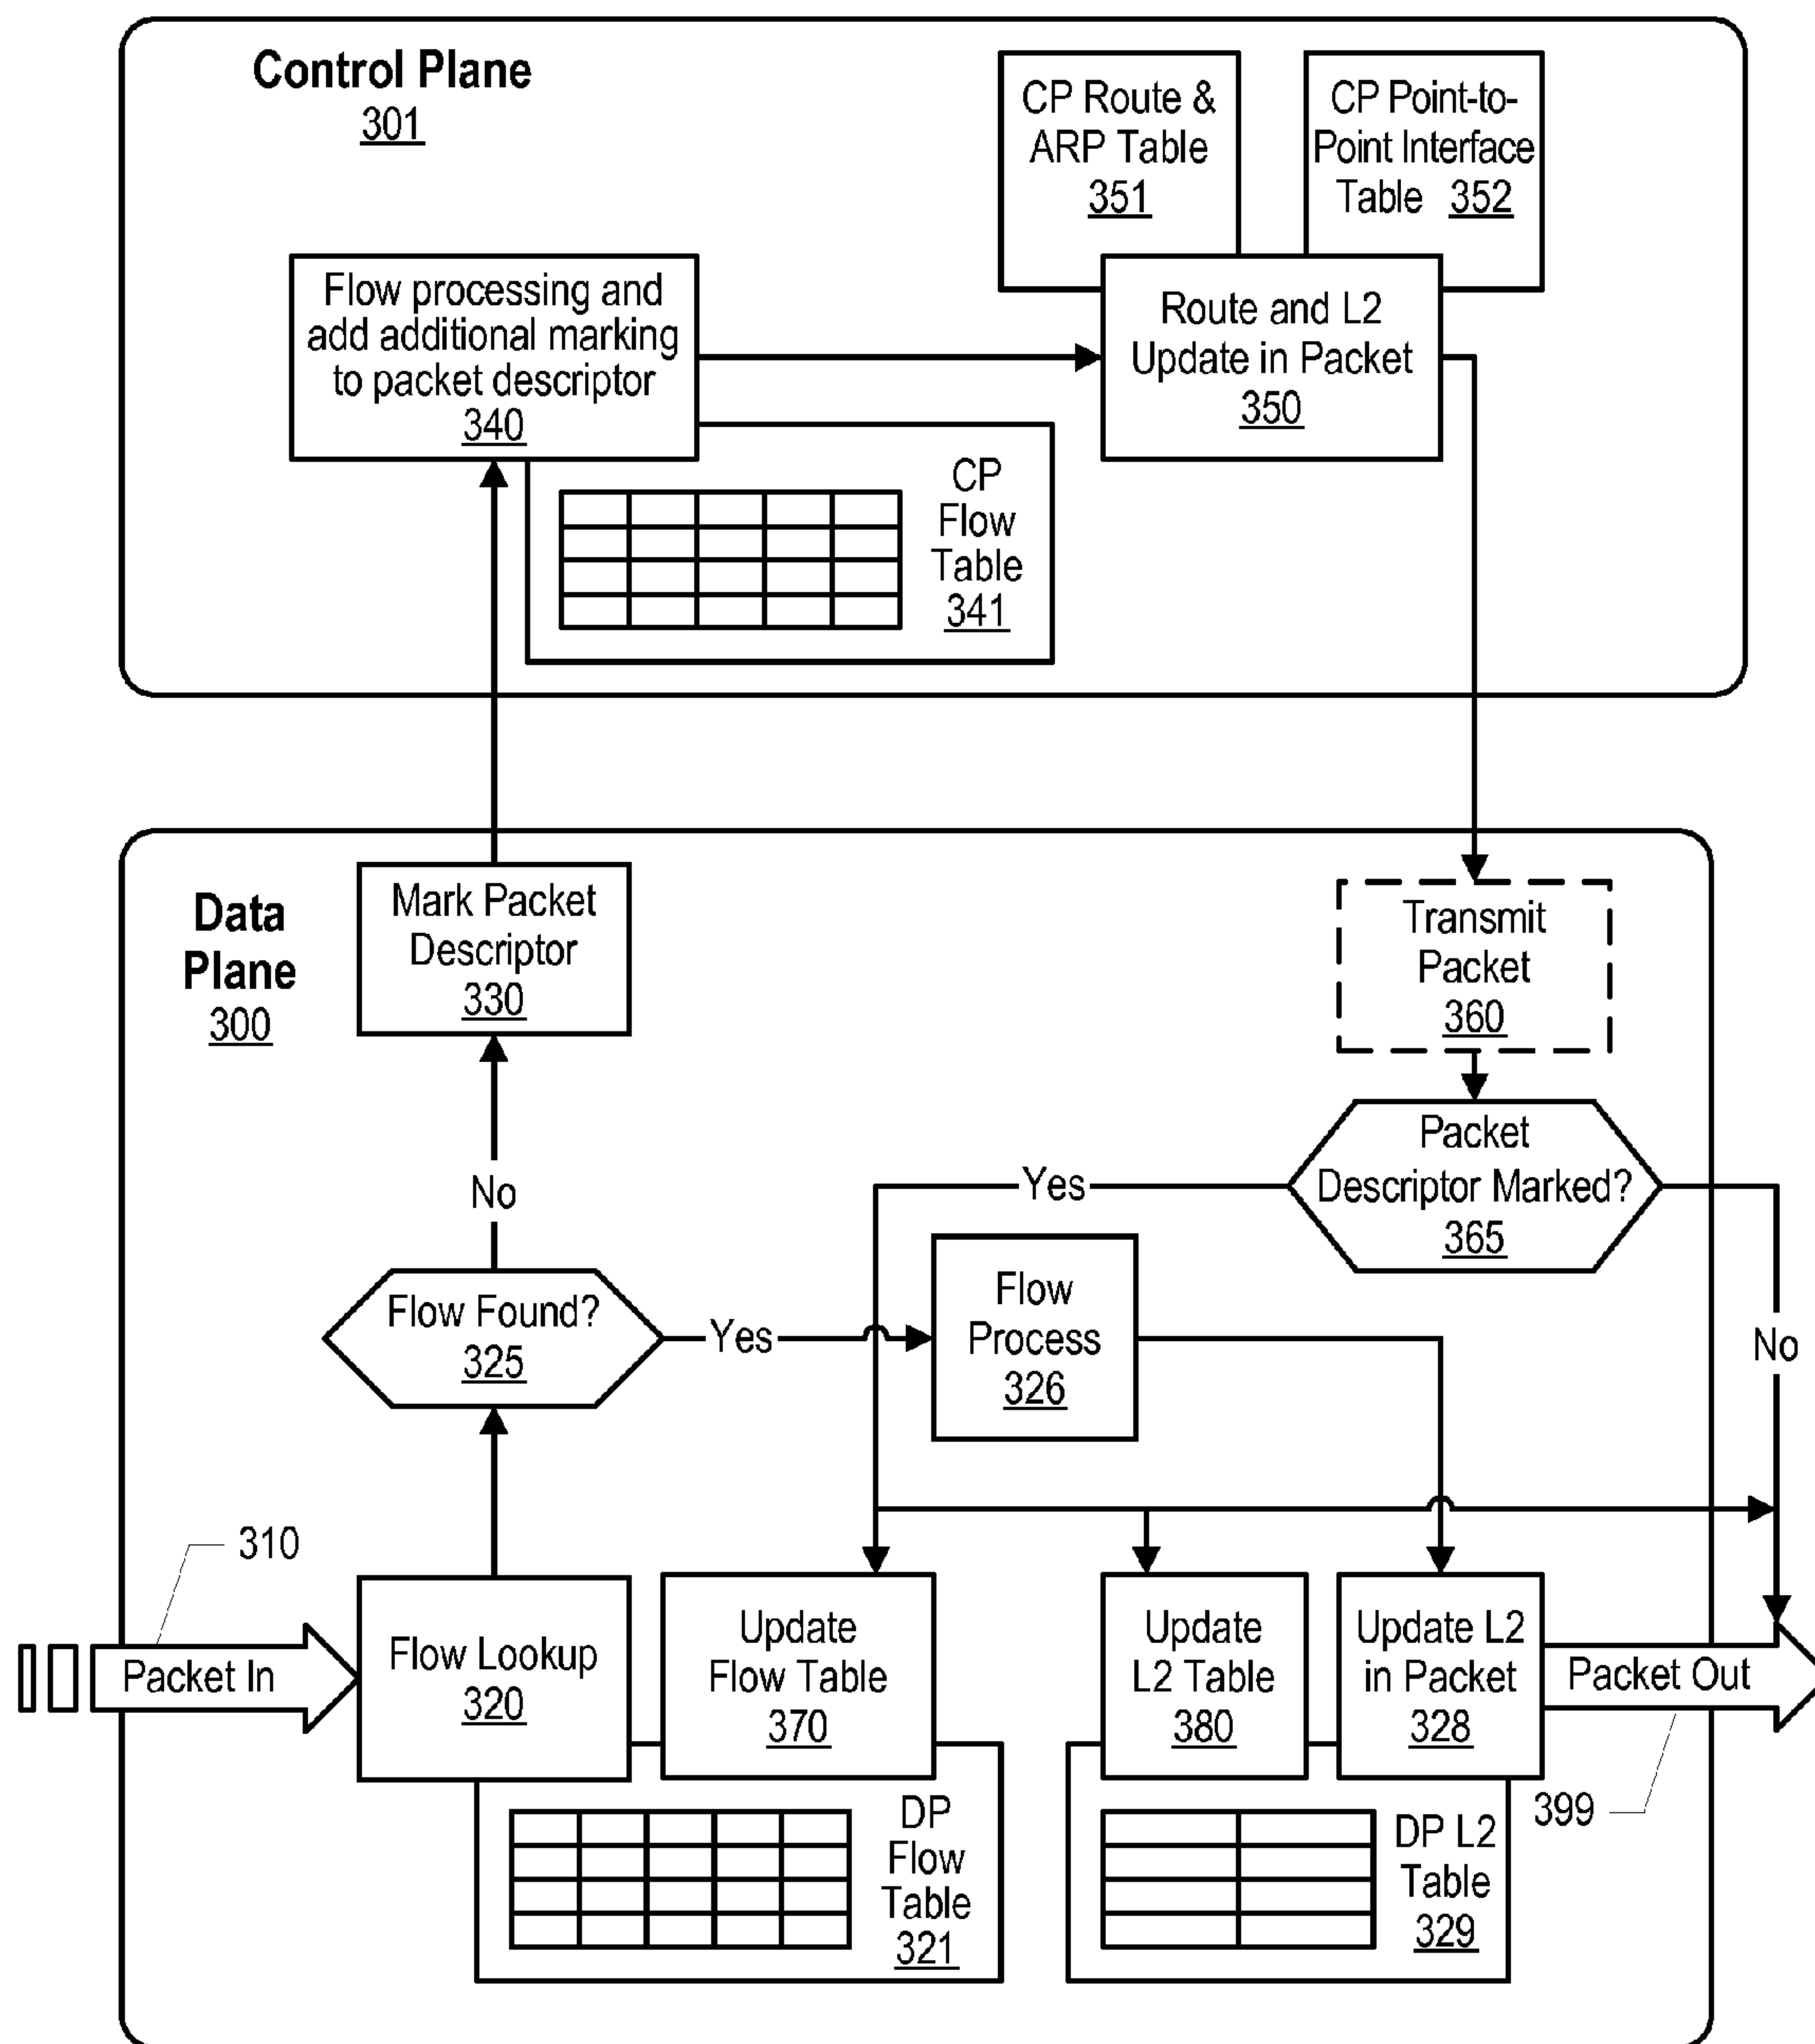 Control Plane
301
CP Route &
ARP Table
351
CP Point-to-
Point Interface
Table 352
Flow processing and
add additional marking
to packet descriptor
340
Route and L2
Update in Packet
350
CP
Flow
Table
341
Data
Plane
300
Mark Packet
Descriptor
330
Transmit
Packet
360
Packet
Descriptor Marked?
365
Yes
No
No
Flow Found?
325
Yes
Flow
Process
326
310
Packet In
Flow Lookup
320
Update
Flow Table
370
Update
L2 Table
380
Update L2
in Packet
328
Packet Out
399
DP
Flow
Table
321
DP L2
Table
329